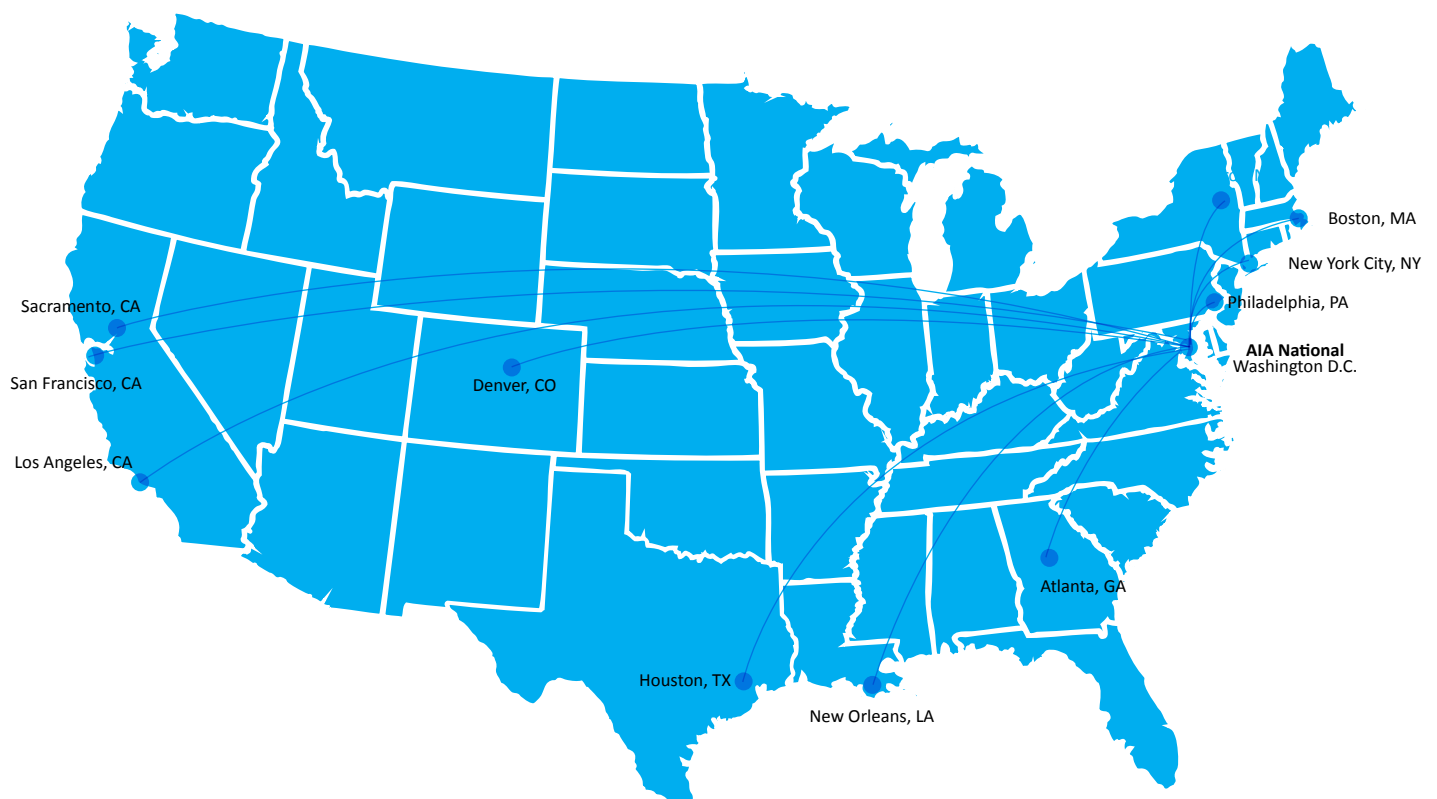 Boston, MA
New York City, NY
Philadelphia, PA
Sacramento, CA
AIA National
Washington D.C.
San Francisco, CA
Denver, CO
Los Angeles, CA
Atlanta, GA
Houston, TX
New Orleans, LA